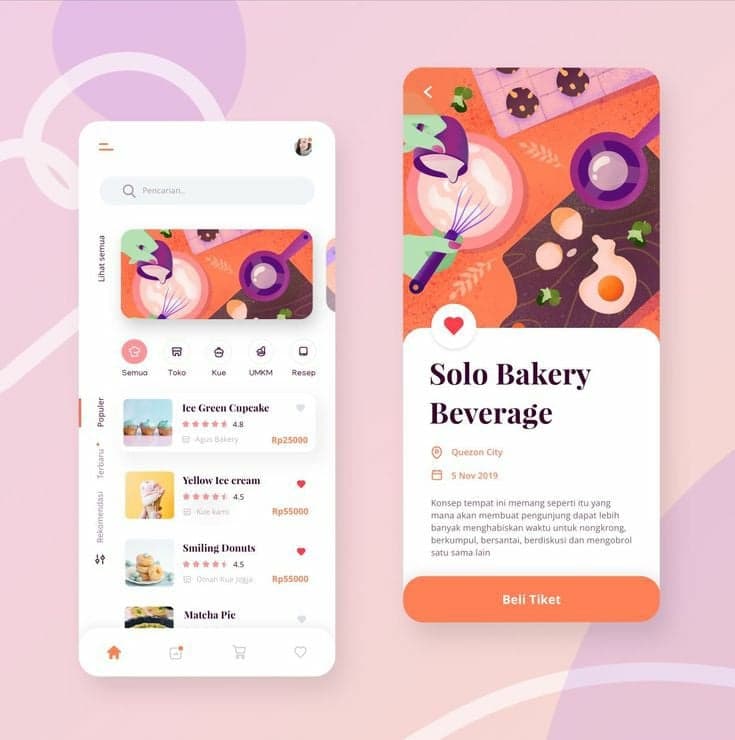 Pencarian..
Lihat semua
Semua
Toko
Kue
UMKM
Resep
Populer
Terbaru
Rekomendasi
Ice Green Cupcake
4.8
Agus Bakery
Rp25000
Yellow Ice cream
4.5
Kue kami
Rp55000
Smiling Donuts
4.5
Omah Kue Jogja
Rp55000
Matcha Pie
Solo Bakery
Beverage
Quezon City
5 Nov 2019
Konsep tempat ini memang seperti itu yang
mana akan membuat pengunjung dapat lebih
banyak menghabiskan waktu untuk nongkrong,
berkumpul, bersantai, berdiskusi dan mengobrol
satu sama lain
Beli Tiket